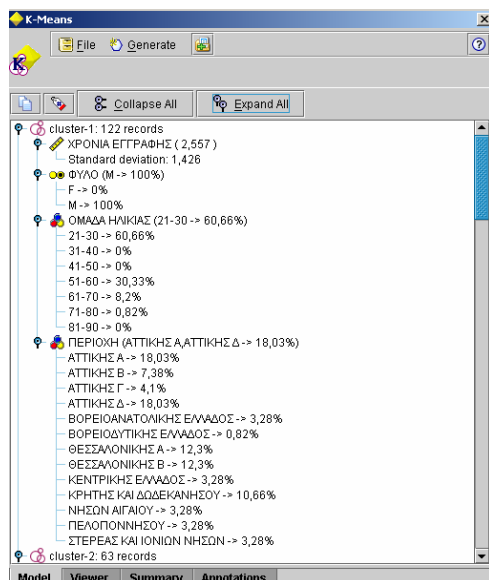 K-Means
File Generate
Collapse All Expand All
cluster-1: 122 records
ΧΡΟΝΙΑ ΕΓΓΡΑΦΗΣ ( 2,557 )
Standard deviation: 1,426
ΦΥΛΟ (M -> 100%)
F -> 0%
M -> 100%
ΟΜΑΔΑ ΗΛΙΚΙΑΣ (21-30 -> 60,66%)
21-30 -> 60,66%
31-40 -> 0%
41-50 -> 0%
51-60 -> 30,33%
61-70 -> 8,2%
71-80 -> 0,82%
81-90 -> 0%
ΠΕΡΙΟΧΗ (ΑΤΤΙΚΗΣ Α,ΑΤΤΙΚΗΣ Δ -> 18,03%)
ΑΤΤΙΚΗΣ Α -> 18,03%
ΑΤΤΙΚΗΣ Β -> 7,38%
ΑΤΤΙΚΗΣ Γ -> 4,1%
ΑΤΤΙΚΗΣ Δ -> 18,03%
ΒΟΡΕΙΟΑΝΑΤΟΛΙΚΗΣ ΕΛΛΑΔΟΣ -> 3,28%
ΒΟΡΕΙΟΔΥΤΙΚΗΣ ΕΛΛΑΔΟΣ -> 0,82%
ΘΕΣΣΑΛΟΝΙΚΗΣ Α -> 12,3%
ΘΕΣΣΑΛΟΝΙΚΗΣ Β -> 12,3%
ΚΕΝΤΡΙΚΗΣ ΕΛΛΑΔΟΣ -> 3,28%
ΚΡΗΤΗΣ ΚΑΙ ΔΩΔΕΚΑΝΗΣΟΥ -> 10,66%
ΝΗΣΩΝ ΑΙΓΑΙΟΥ -> 3,28%
ΠΕΛΟΠΟΝΝΗΣΟΥ -> 3,28%
ΣΤΕΡΕΑΣ ΚΑΙ ΙΟΝΙΩΝ ΝΗΣΩΝ -> 3,28%
cluster-2: 63 records
Model Viewer Summary Annotations